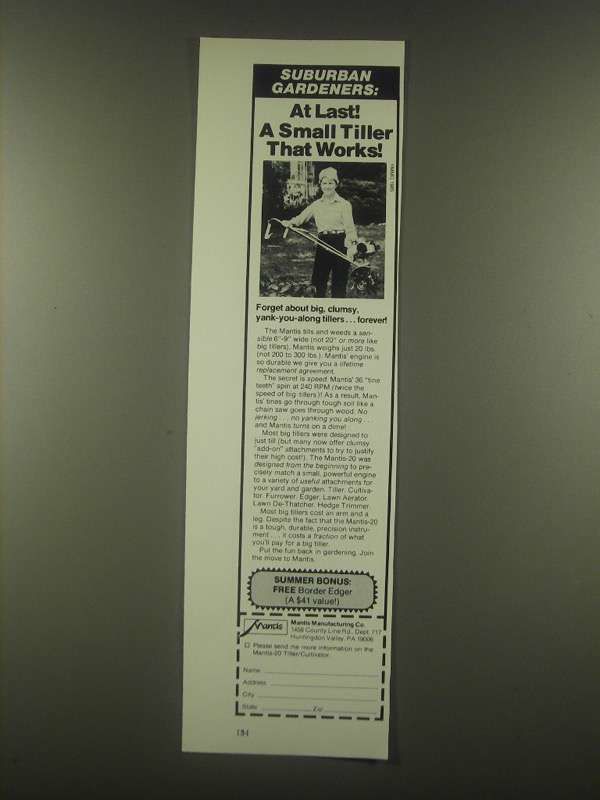 SUBURBAN
GARDENERS:
At Last!
A Small Tiller
That Works!
Forget about big, clumsy,
yank-you-along tillers . . . forever!
The Mantis tills and weeds a sen-
sible 6"-9" wide (not 20" or more like
big tillers). Mantis weighs just 20 lbs.
(not 200 to 300 lbs.). Mantis' engine is
so durable we give you a lifetime
replacement agreement.
The secret is speed. Mantis' 36 "tine
teeth" spin at 240 RPM (twice the
speed of big tillers)! As a result, Man-
tis' tines go through tough soil like a
chain saw goes through wood. No
jerking . . . no yanking you along . . .
and Mantis turns on a dime!
Most big tillers were designed to
just till (but many now offer clumsy
"add-on" attachments to try to justify
their high cost!). The Mantis-20 was
designed from the beginning to pre-
cisely match a small, powerful engine
to a variety of useful attachments for
your yard and garden. Tiller. Cultiva-
tor. Furrower. Edger. Lawn Aerator.
Lawn De-Thatcher. Hedge Trimmer.
Most big tillers cost an arm and a
leg. Despite the fact that the Mantis-20
is a tough, durable, precision instru-
ment . . . it costs a fraction of what
you'll pay for a big tiller.
Put the fun back in gardening. Join
the move to Mantis.
SUMMER BONUS:
FREE Border Edger
(A $41 value!)
Mantis
Mantis Manufacturing Co.
1458 County Line Rd., Dept. 717
Huntingdon Valley, PA 19006
Please send me more information on the
Mantis-20 Tiller/Cultivator.
Name
Address
City
State Zip
184